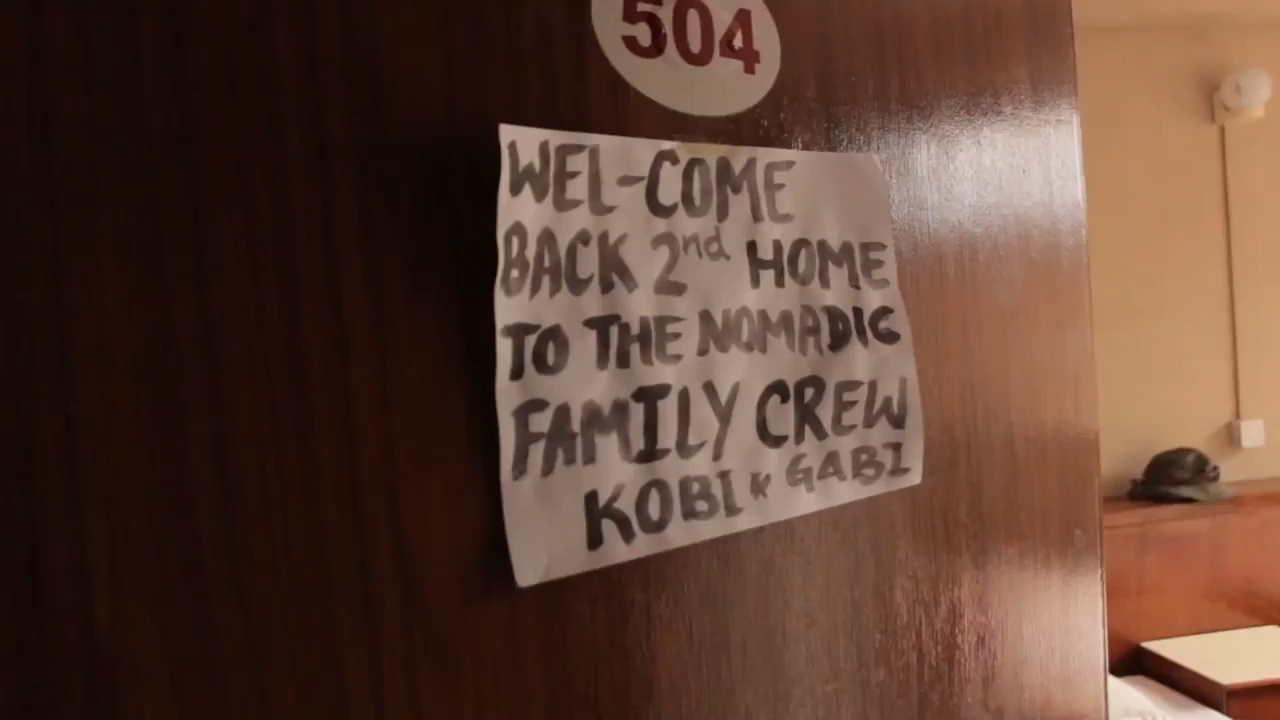 504
WEL-COME
BACK 2nd HOME
TO THE NOMADIC
FAMILY CREW
KOBI & GABI